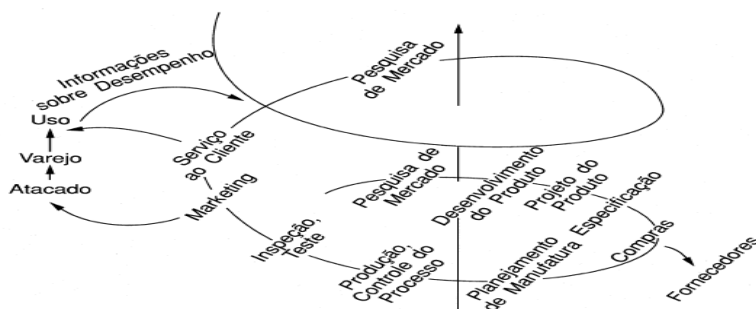 Informações
sobre Desempenho
Uso
Varejo
Atacado
Pesquisa
de Mercado
Serviço
ao Cliente
Marketing
Pesquisa de
Mercado
Desenvolvimento
do Produto
Projeto do
Produto
Especificação
Inspeção,
Teste
Produção,
Controle do
Processo
Planejamento
de Manufatura
Compras
Fornecedores